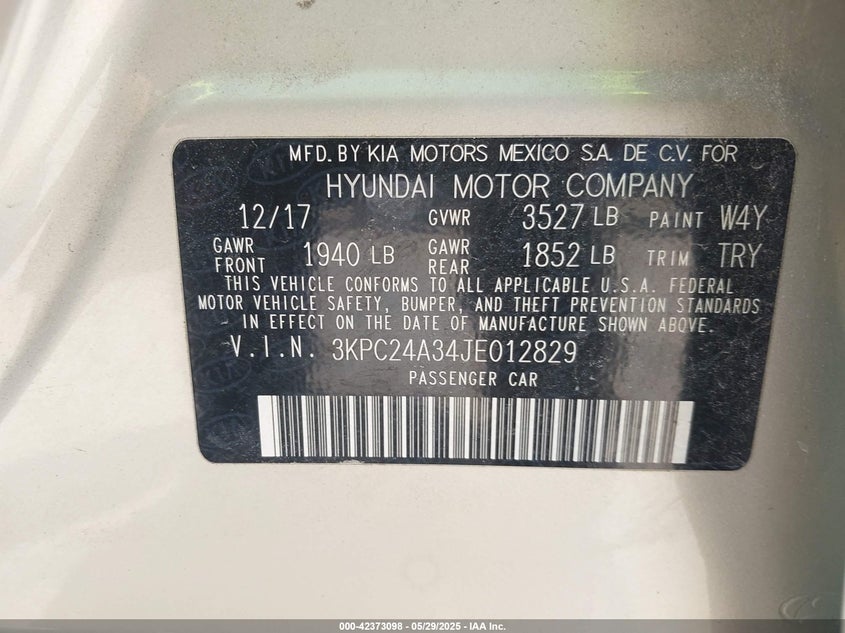 MFD. BY KIA MOTORS MEXICO S.A. DE C.V. FOR
HYUNDAI MOTOR COMPANY
12/17 GVWR 3527 LB PAINT W4Y
GAWR FRONT 1940 LB GAWR REAR 1852 LB TRIM TRY
THIS VEHICLE CONFORMS TO ALL APPLICABLE U.S.A. FEDERAL
MOTOR VEHICLE SAFETY, BUMPER, AND THEFT PREVENTION STANDARDS
IN EFFECT ON THE DATE OF MANUFACTURE SHOWN ABOVE.
V.I.N. 3KPC24A34JE012829
PASSENGER CAR
000-42373098 - 05/29/2025 - IAA Inc.